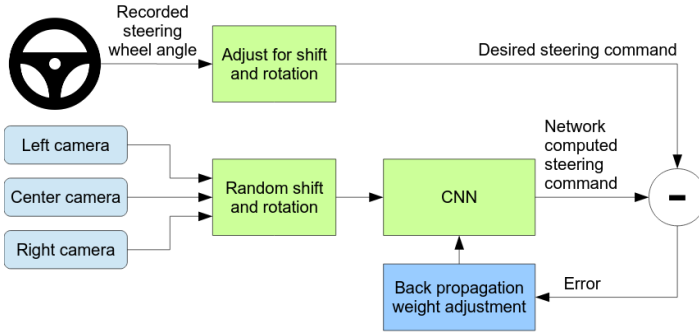 Recorded
steering
wheel angle
Adjust for shift
and rotation
Desired steering command
Left camera
Center camera
Right camera
Random shift
and rotation
CNN
Network
computed
steering
command
-
Back propagation
weight adjustment
Error